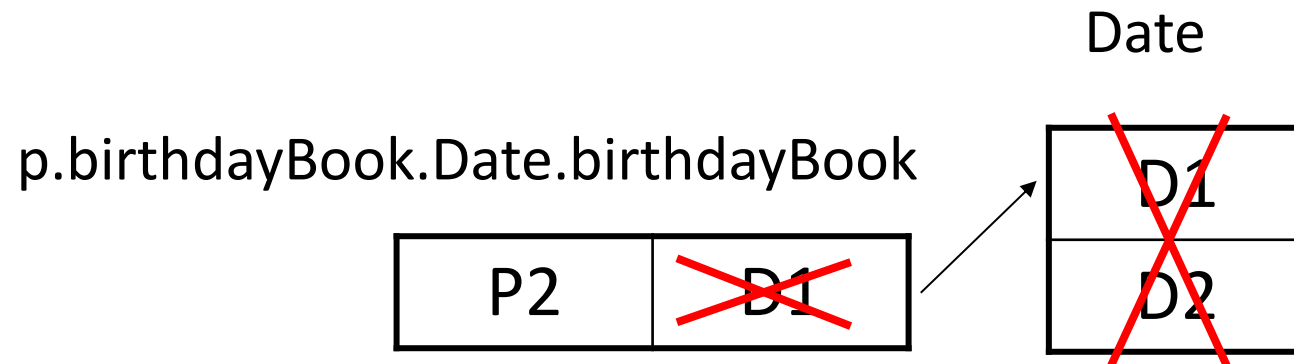 Date
p.birthdayBook.Date.birthdayBook
D1
P2 D1
D2